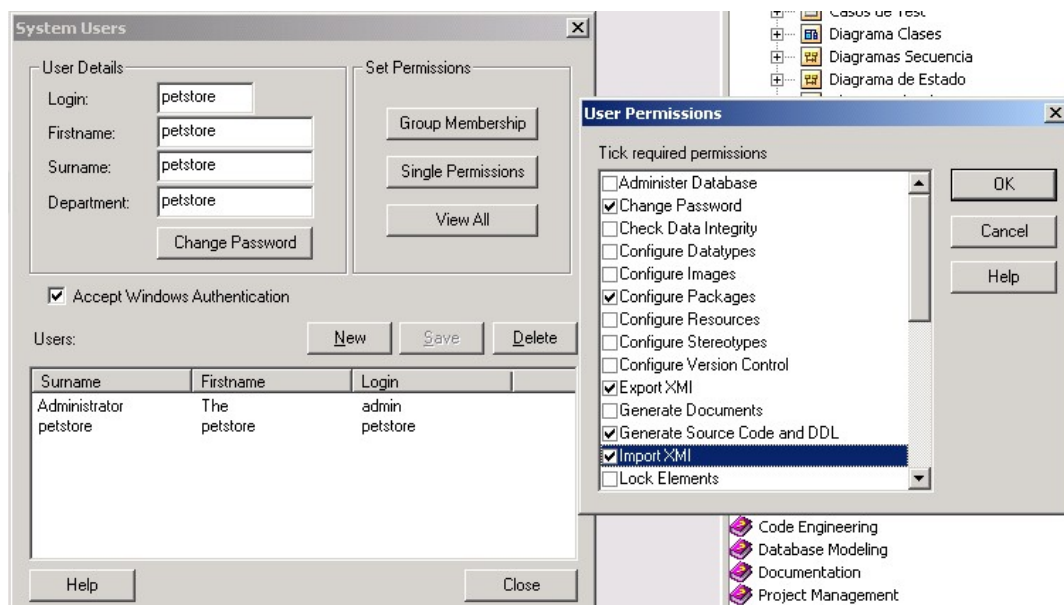 System Users
User Details
Login: petstore
Firstname: petstore
Surname: petstore
Department: petstore
Change Password
Set Permissions
Group Membership
Single Permissions
View All
Accept Windows Authentication
Users:
New Save Delete
Surname Firstname Login
Administrator The admin
petstore petstore petstore
Help Close
Casos de Test
Diagrama Clases
Diagramas Secuencia
Diagrama de Estado
User Permissions
Tick required permissions
Administer Database
Change Password
Check Data Integrity
Configure Datatypes
Configure Images
Configure Packages
Configure Resources
Configure Stereotypes
Configure Version Control
Export XMI
Generate Documents
Generate Source Code and DDL
Import XMI
Lock Elements
OK
Cancel
Help
Code Engineering
Database Modeling
Documentation
Project Management